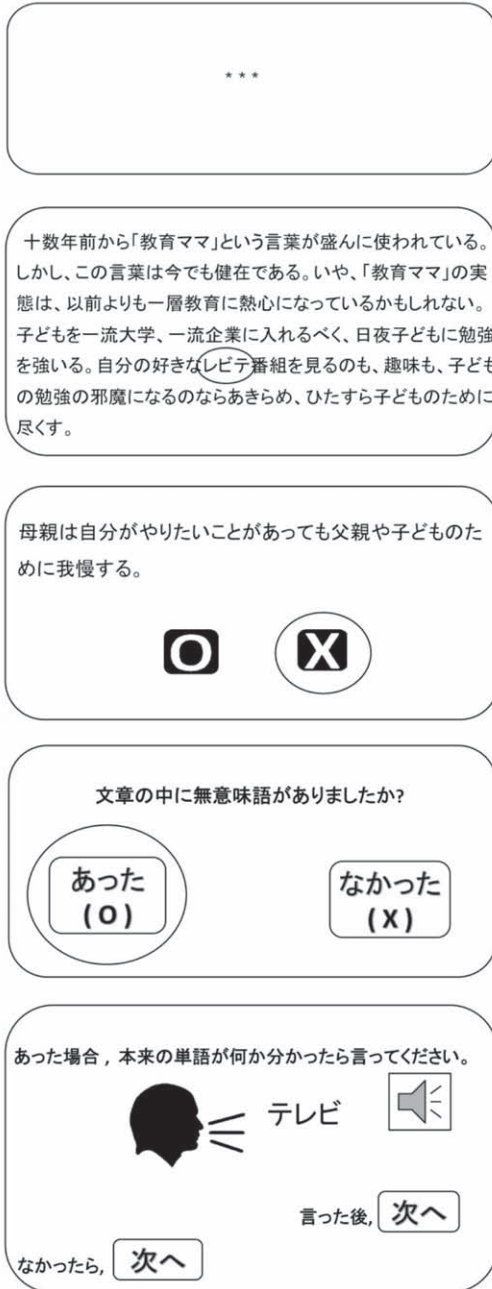 ***
十数年前から「教育ママ」という言葉が盛んに使われている。
しかし、この言葉は今でも健在である。いや、「教育ママ」の実
態は、以前よりも一層教育に熱心になっているかもしれない。
子どもを一流大学、一流企業に入れるべく、日夜子どもに勉強
を強いる。自分の好きなレビテ番組を見るのも、趣味も、子ども
の勉強の邪魔になるのならあきらめ、ひたすら子どものために
尽くす。
母親は自分がやりたいことがあっても父親や子どものた
めに我慢する。
O X
文章の中に無意味語がありましたか?
あった なかった
(O) (X)
あった場合, 本来の単語が何か分かったら言ってください。
テレビ
言った後, 次へ
なかったら, 次へ